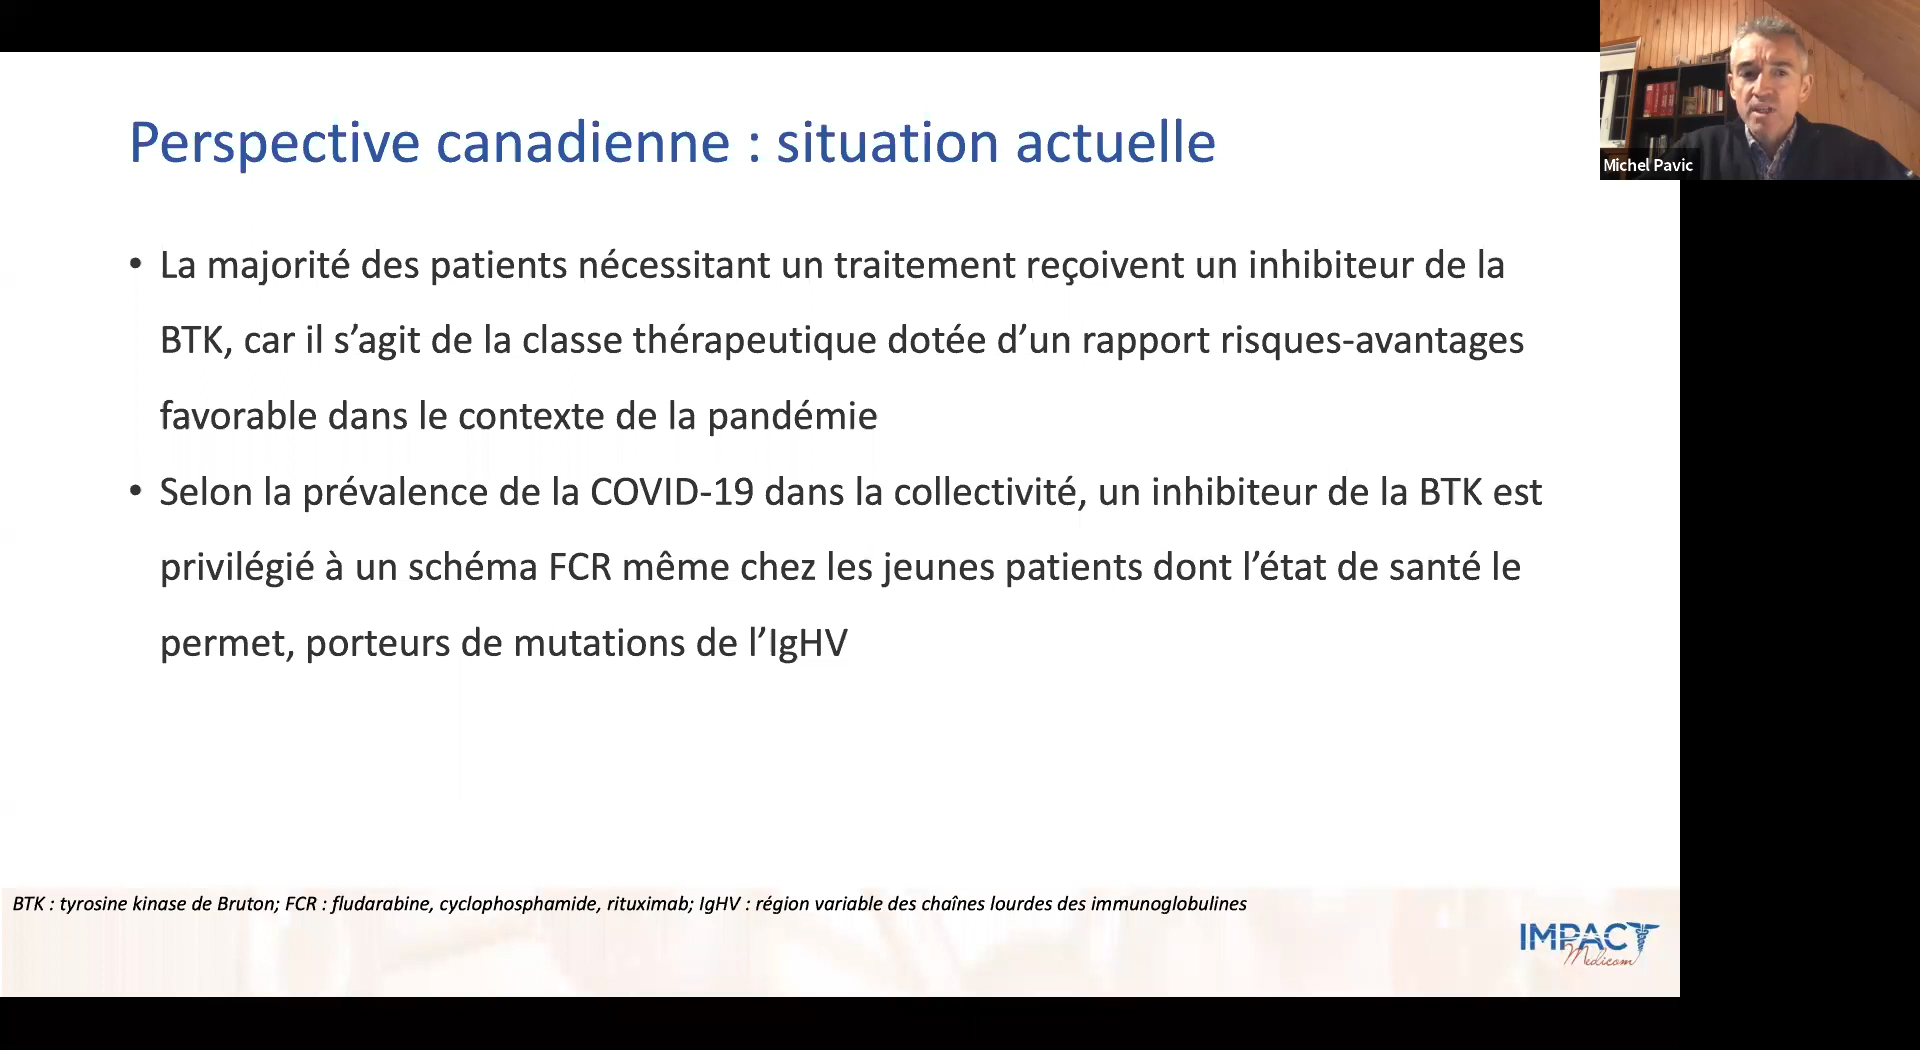 Perspective canadienne : situation actuelle
Michel Pavic
• La majorité des patients nécessitant un traitement reçoivent un inhibiteur de la
BTK, car il s’agit de la classe thérapeutique dotée d’un rapport risques-avantages
favorable dans le contexte de la pandémie
• Selon la prévalence de la COVID-19 dans la collectivité, un inhibiteur de la BTK est
privilégié à un schéma FCR même chez les jeunes patients dont l’état de santé le
permet, porteurs de mutations de l’IgHV
BTK : tyrosine kinase de Bruton; FCR : fludarabine, cyclophosphamide, rituximab; IgHV : région variable des chaînes lourdes des immunoglobulines
IMPACT
Medicom